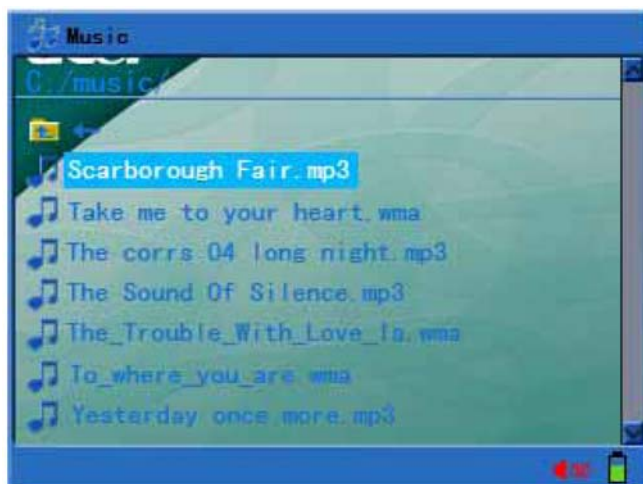 Music
C:/music/
Scarborough Fair.mp3
Take me to your heart.wma
The corrs 04 long night.mp3
The Sound Of Silence.mp3
The_Trouble_With_Love_Is.wma
To_where_you_are.wma
Yesterday once more.mp3